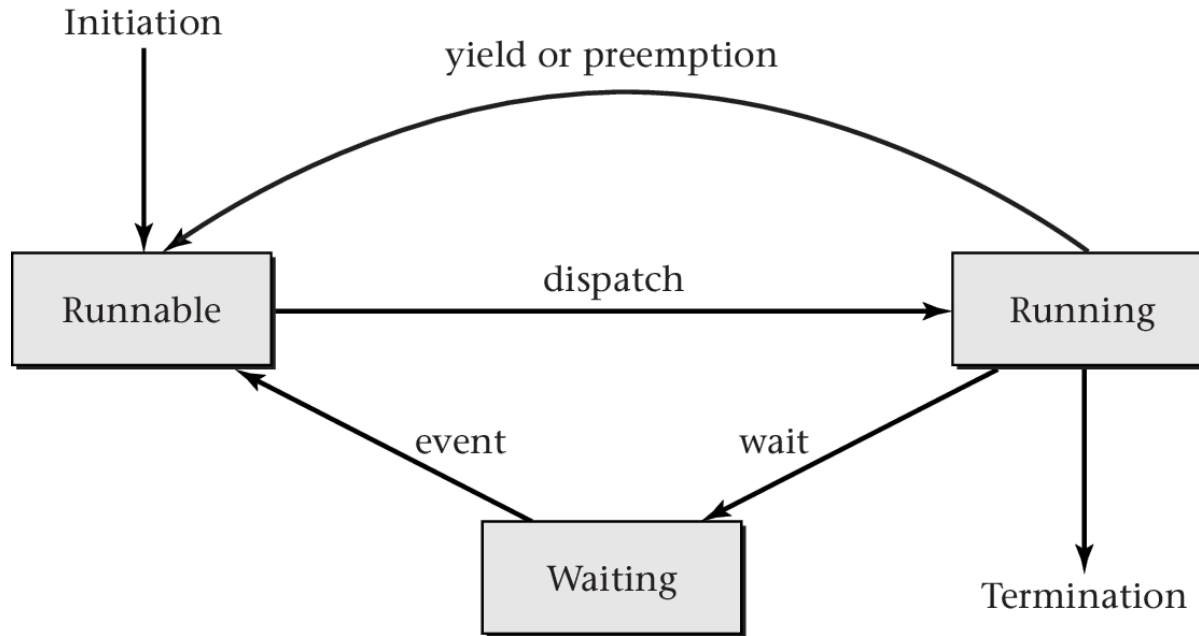 Initiation
yield or preemption
dispatch
Runnable
Running
event
wait
Waiting
Termination